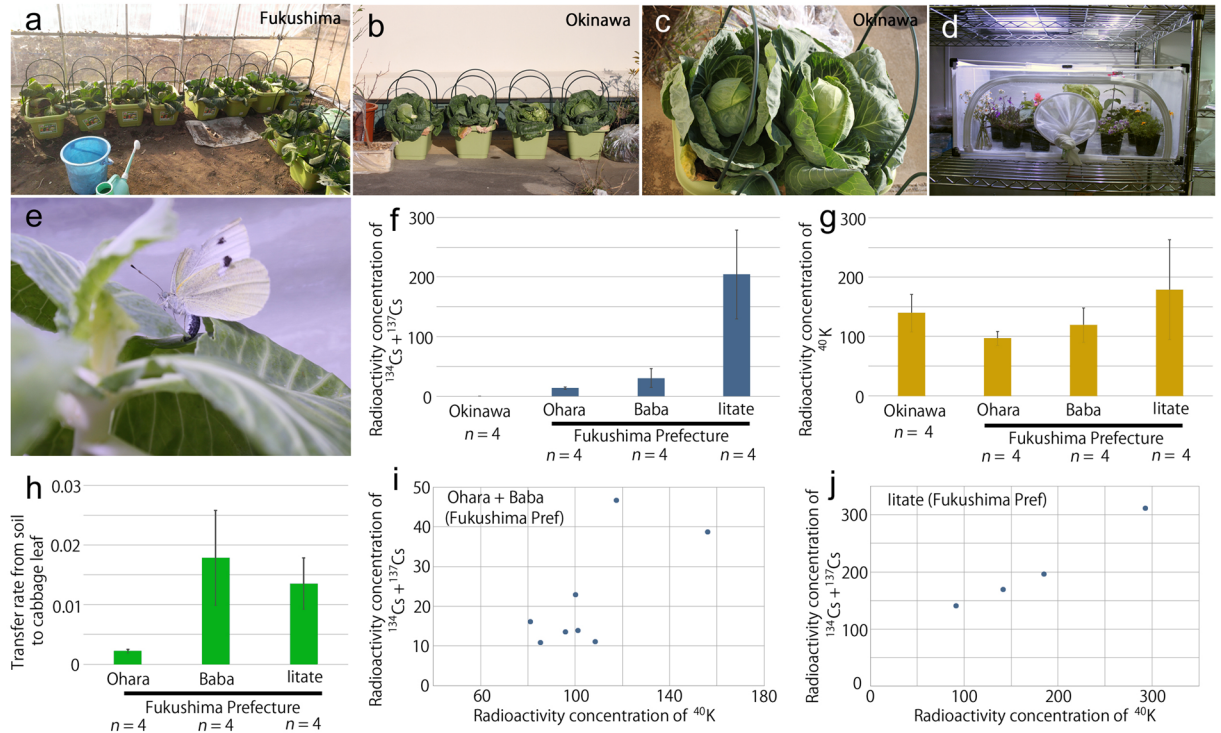 a
Fukushima
b
Okinawa
c
Okinawa
d
e
f
Radioactivity concentration of
¹³⁴Cs + ¹³⁷Cs
300
200
100
0
Okinawa
n = 4
Ohara
Baba
Iitate
Fukushima Prefecture
n = 4
n = 4
n = 4
g
Radioactivity concentration of
⁴⁰K
300
200
100
0
Okinawa
n = 4
Ohara
Baba
Iitate
Fukushima Prefecture
n = 4
n = 4
n = 4
h
Transfer rate from soil
to cabbage leaf
0.03
0.02
0.01
0
Ohara
Baba
Iitate
Fukushima Prefecture
n = 4
n = 4
n = 4
i
Ohara + Baba
(Fukushima Pref)
Radioactivity concentration of
¹³⁴Cs + ¹³⁷Cs
50
40
30
20
10
0
60
100
140
180
Radioactivity concentration of ⁴⁰K
j
Iitate (Fukushima Pref)
Radioactivity concentration of
¹³⁴Cs + ¹³⁷Cs
300
200
100
0
0
100
200
300
Radioactivity concentration of ⁴⁰K